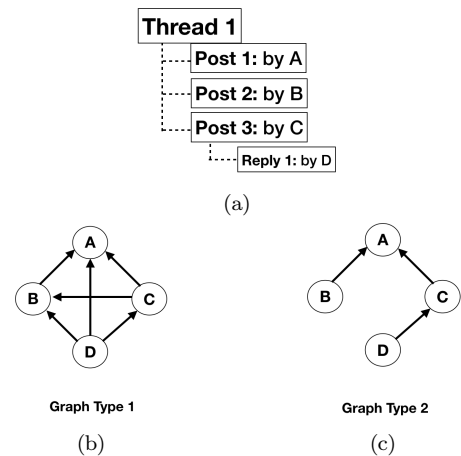 Thread 1
Post 1: by A
Post 2: by B
Post 3: by C
Reply 1: by D
(a)
A
B
C
D
Graph Type 1
(b)
A
B
C
D
Graph Type 2
(c)